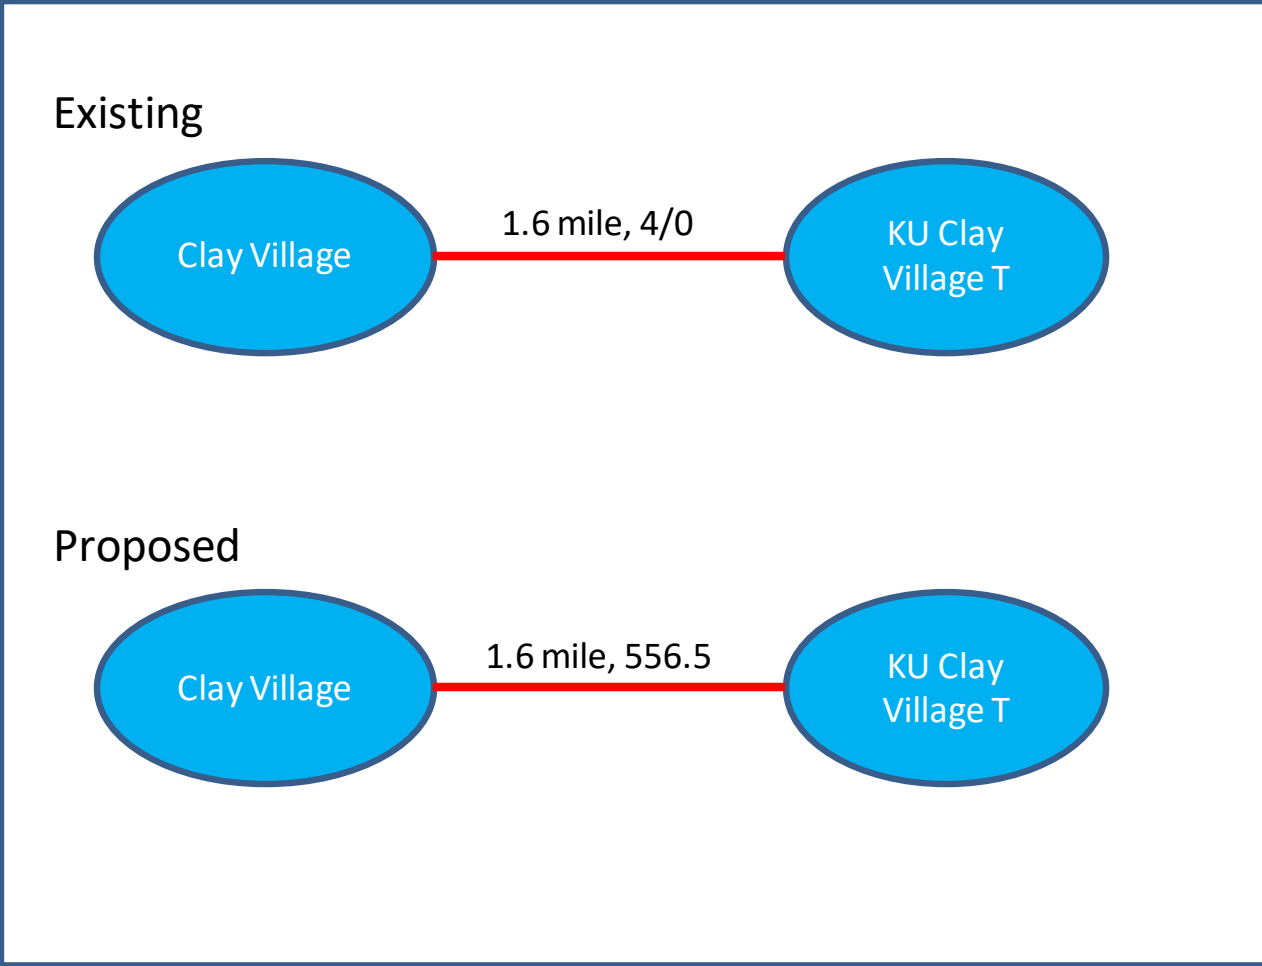 Existing
Clay Village
1.6 mile, 4/0
KU Clay
Village T
Proposed
Clay Village
1.6 mile, 556.5
KU Clay
Village T